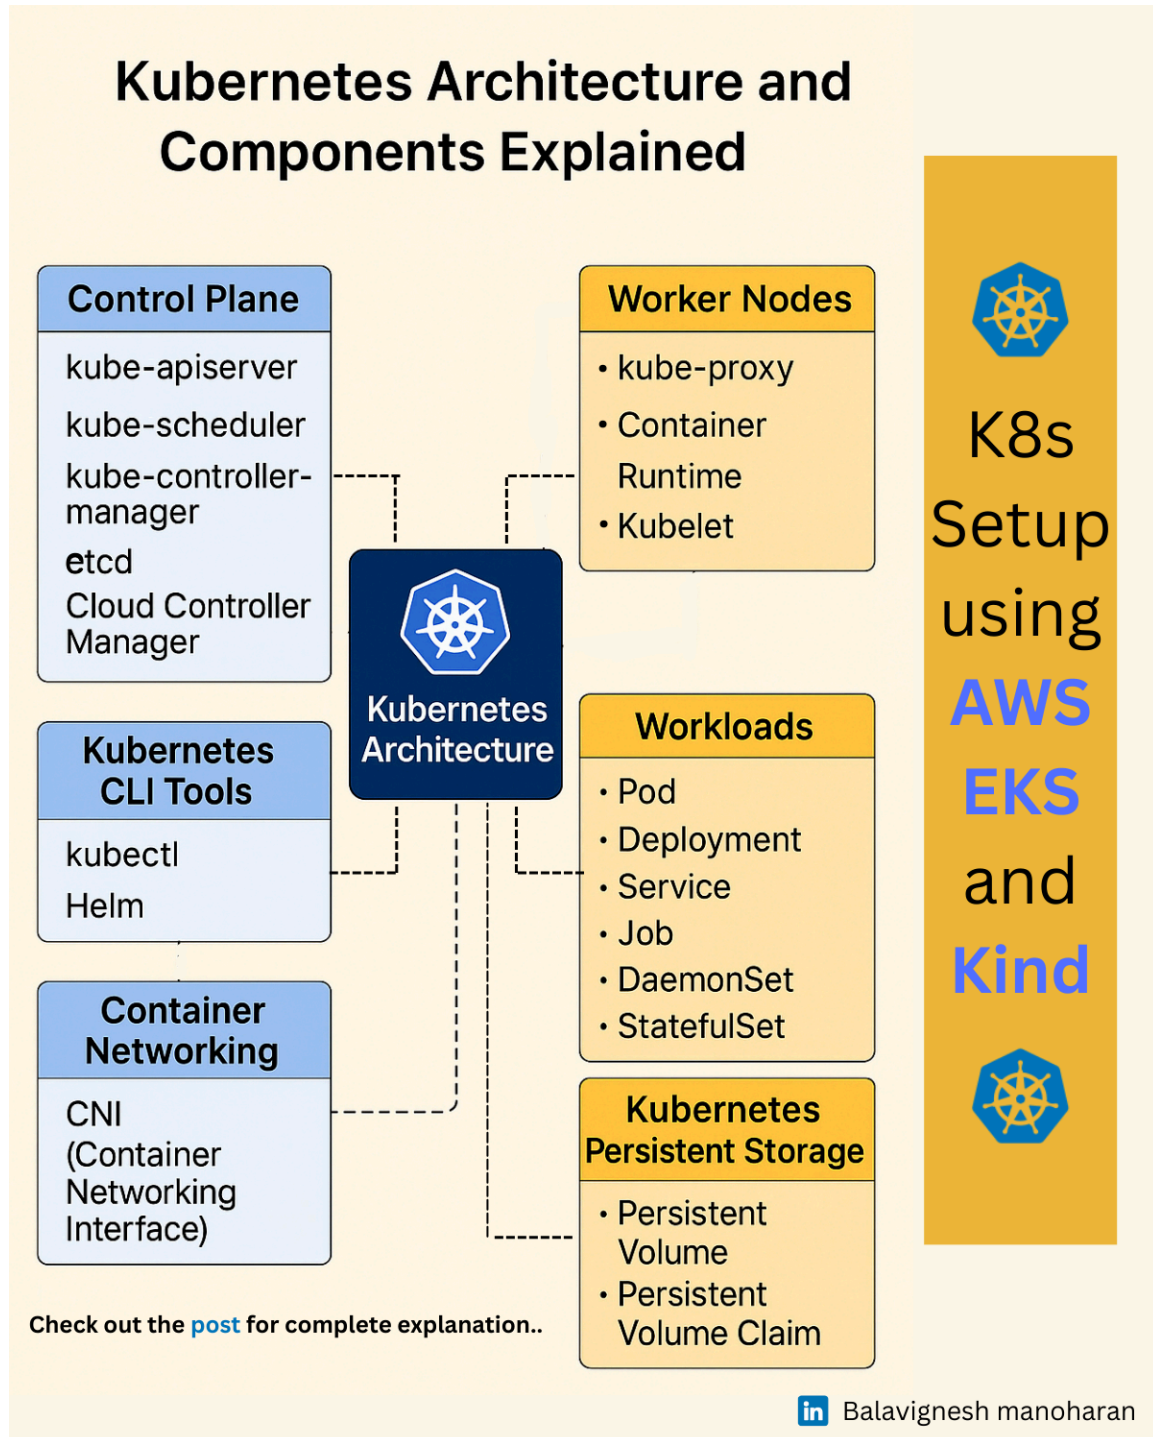 Kubernetes Architecture and
Components Explained
Control Plane
kube-apiserver
kube-scheduler
kube-controller-
manager
etcd
Cloud Controller
Manager
Worker Nodes
• kube-proxy
• Container
Runtime
• Kubelet
Kubernetes
Architecture
Kubernetes
CLI Tools
kubectl
Helm
Workloads
• Pod
• Deployment
• Service
• Job
• DaemonSet
• StatefulSet
Container
Networking
CNI
(Container
Networking
Interface)
Kubernetes
Persistent Storage
• Persistent
Volume
• Persistent
Volume Claim
K8s
Setup
using
AWS
EKS
and
Kind
Check out the post for complete explanation..
in Balavignesh manoharan